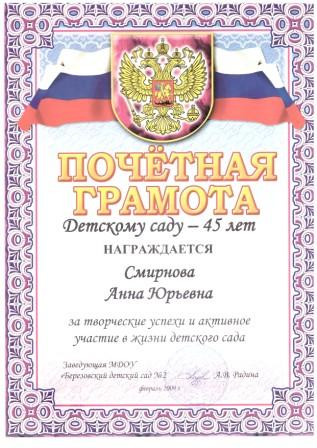 ПОЧЁТНАЯ
ГРАМОТА
Детскому саду – 45 лет
НАГРАЖДАЕТСЯ
Смирнова
Анна Юрьевна
за творческие успехи и активное
участие в жизни детского сада
Заведующая МДОУ
«Березовский детский сад №2 А.В. Радина
февраль 2009 г